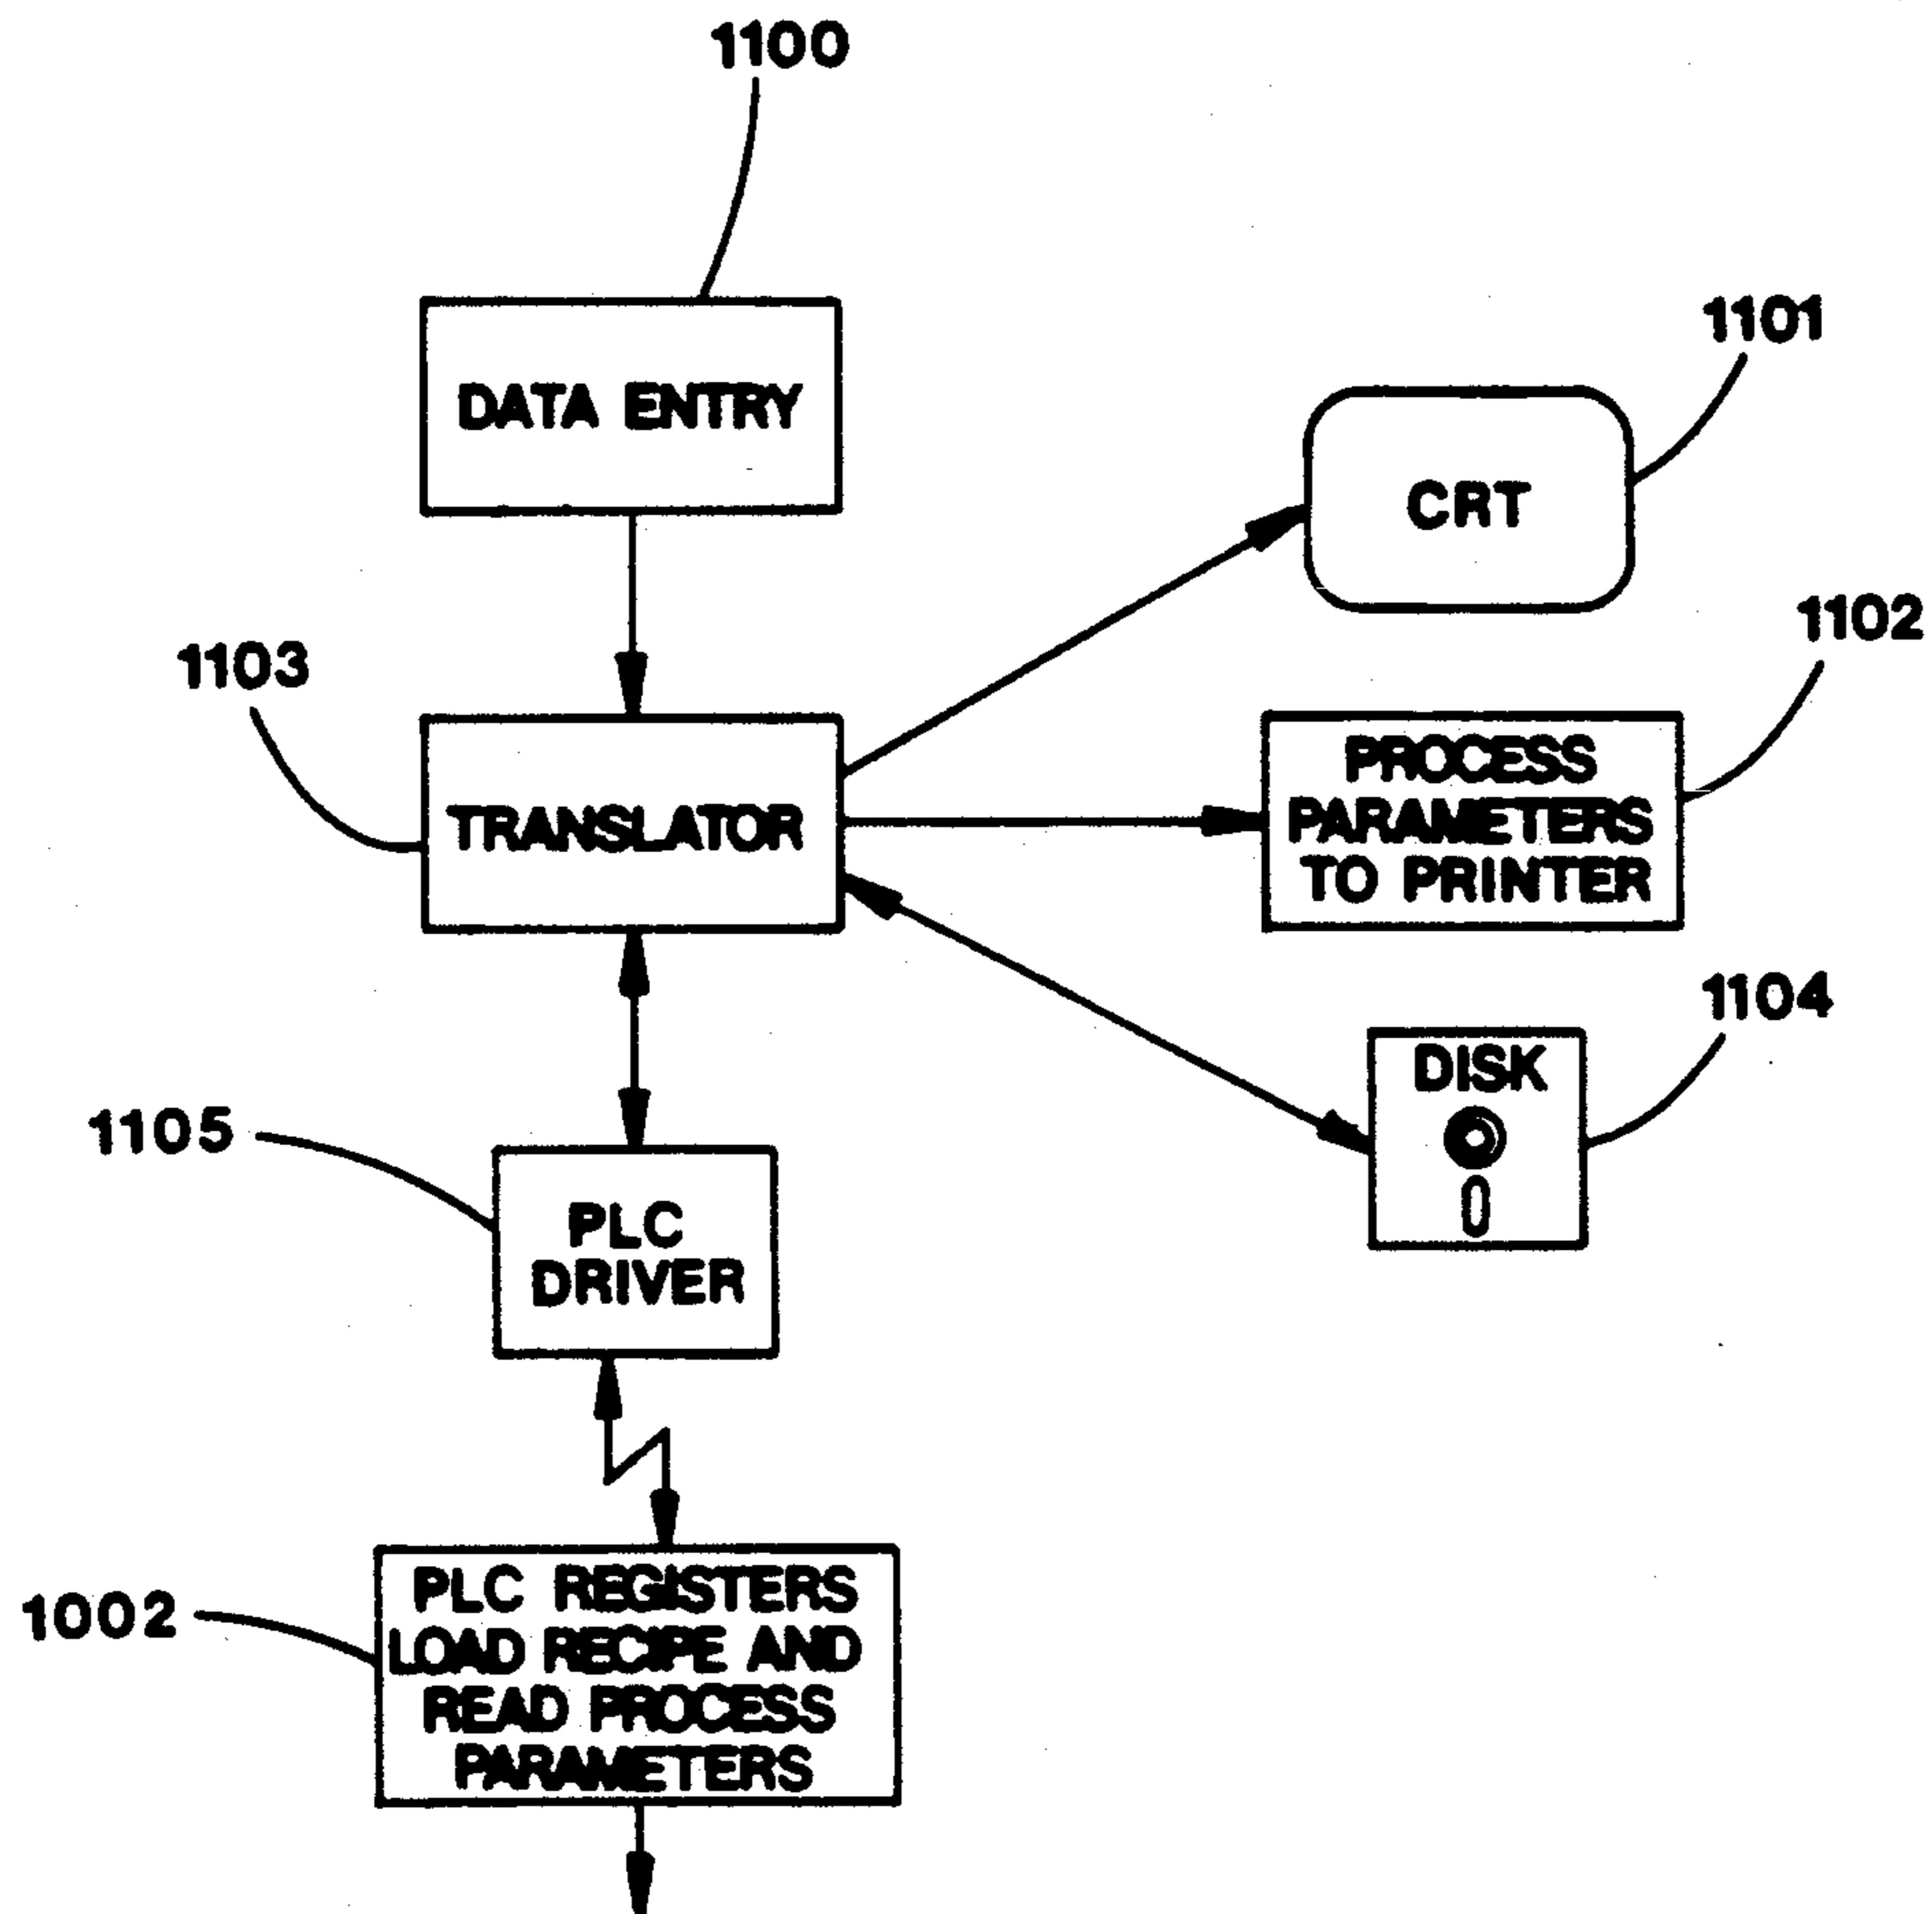 1100
DATA ENTRY
1101
CRT
1102
1103
TRANSLATOR
PROCESS
PARAMETERS
TO PRINTER
1104
DISK
1105
PLC
DRIVER
1002
PLC REGISTERS
LOAD RECIPE AND
READ PROCESS
PARAMETERS